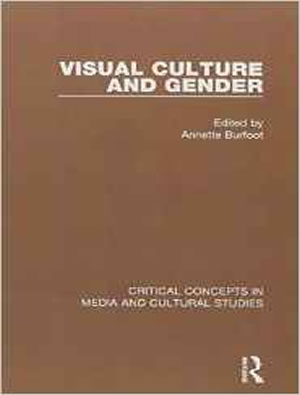 VISUAL CULTURE
AND GENDER
Edited by
Annette Burfoot
CRITICAL CONCEPTS IN
MEDIA AND CULTURAL STUDIES
R